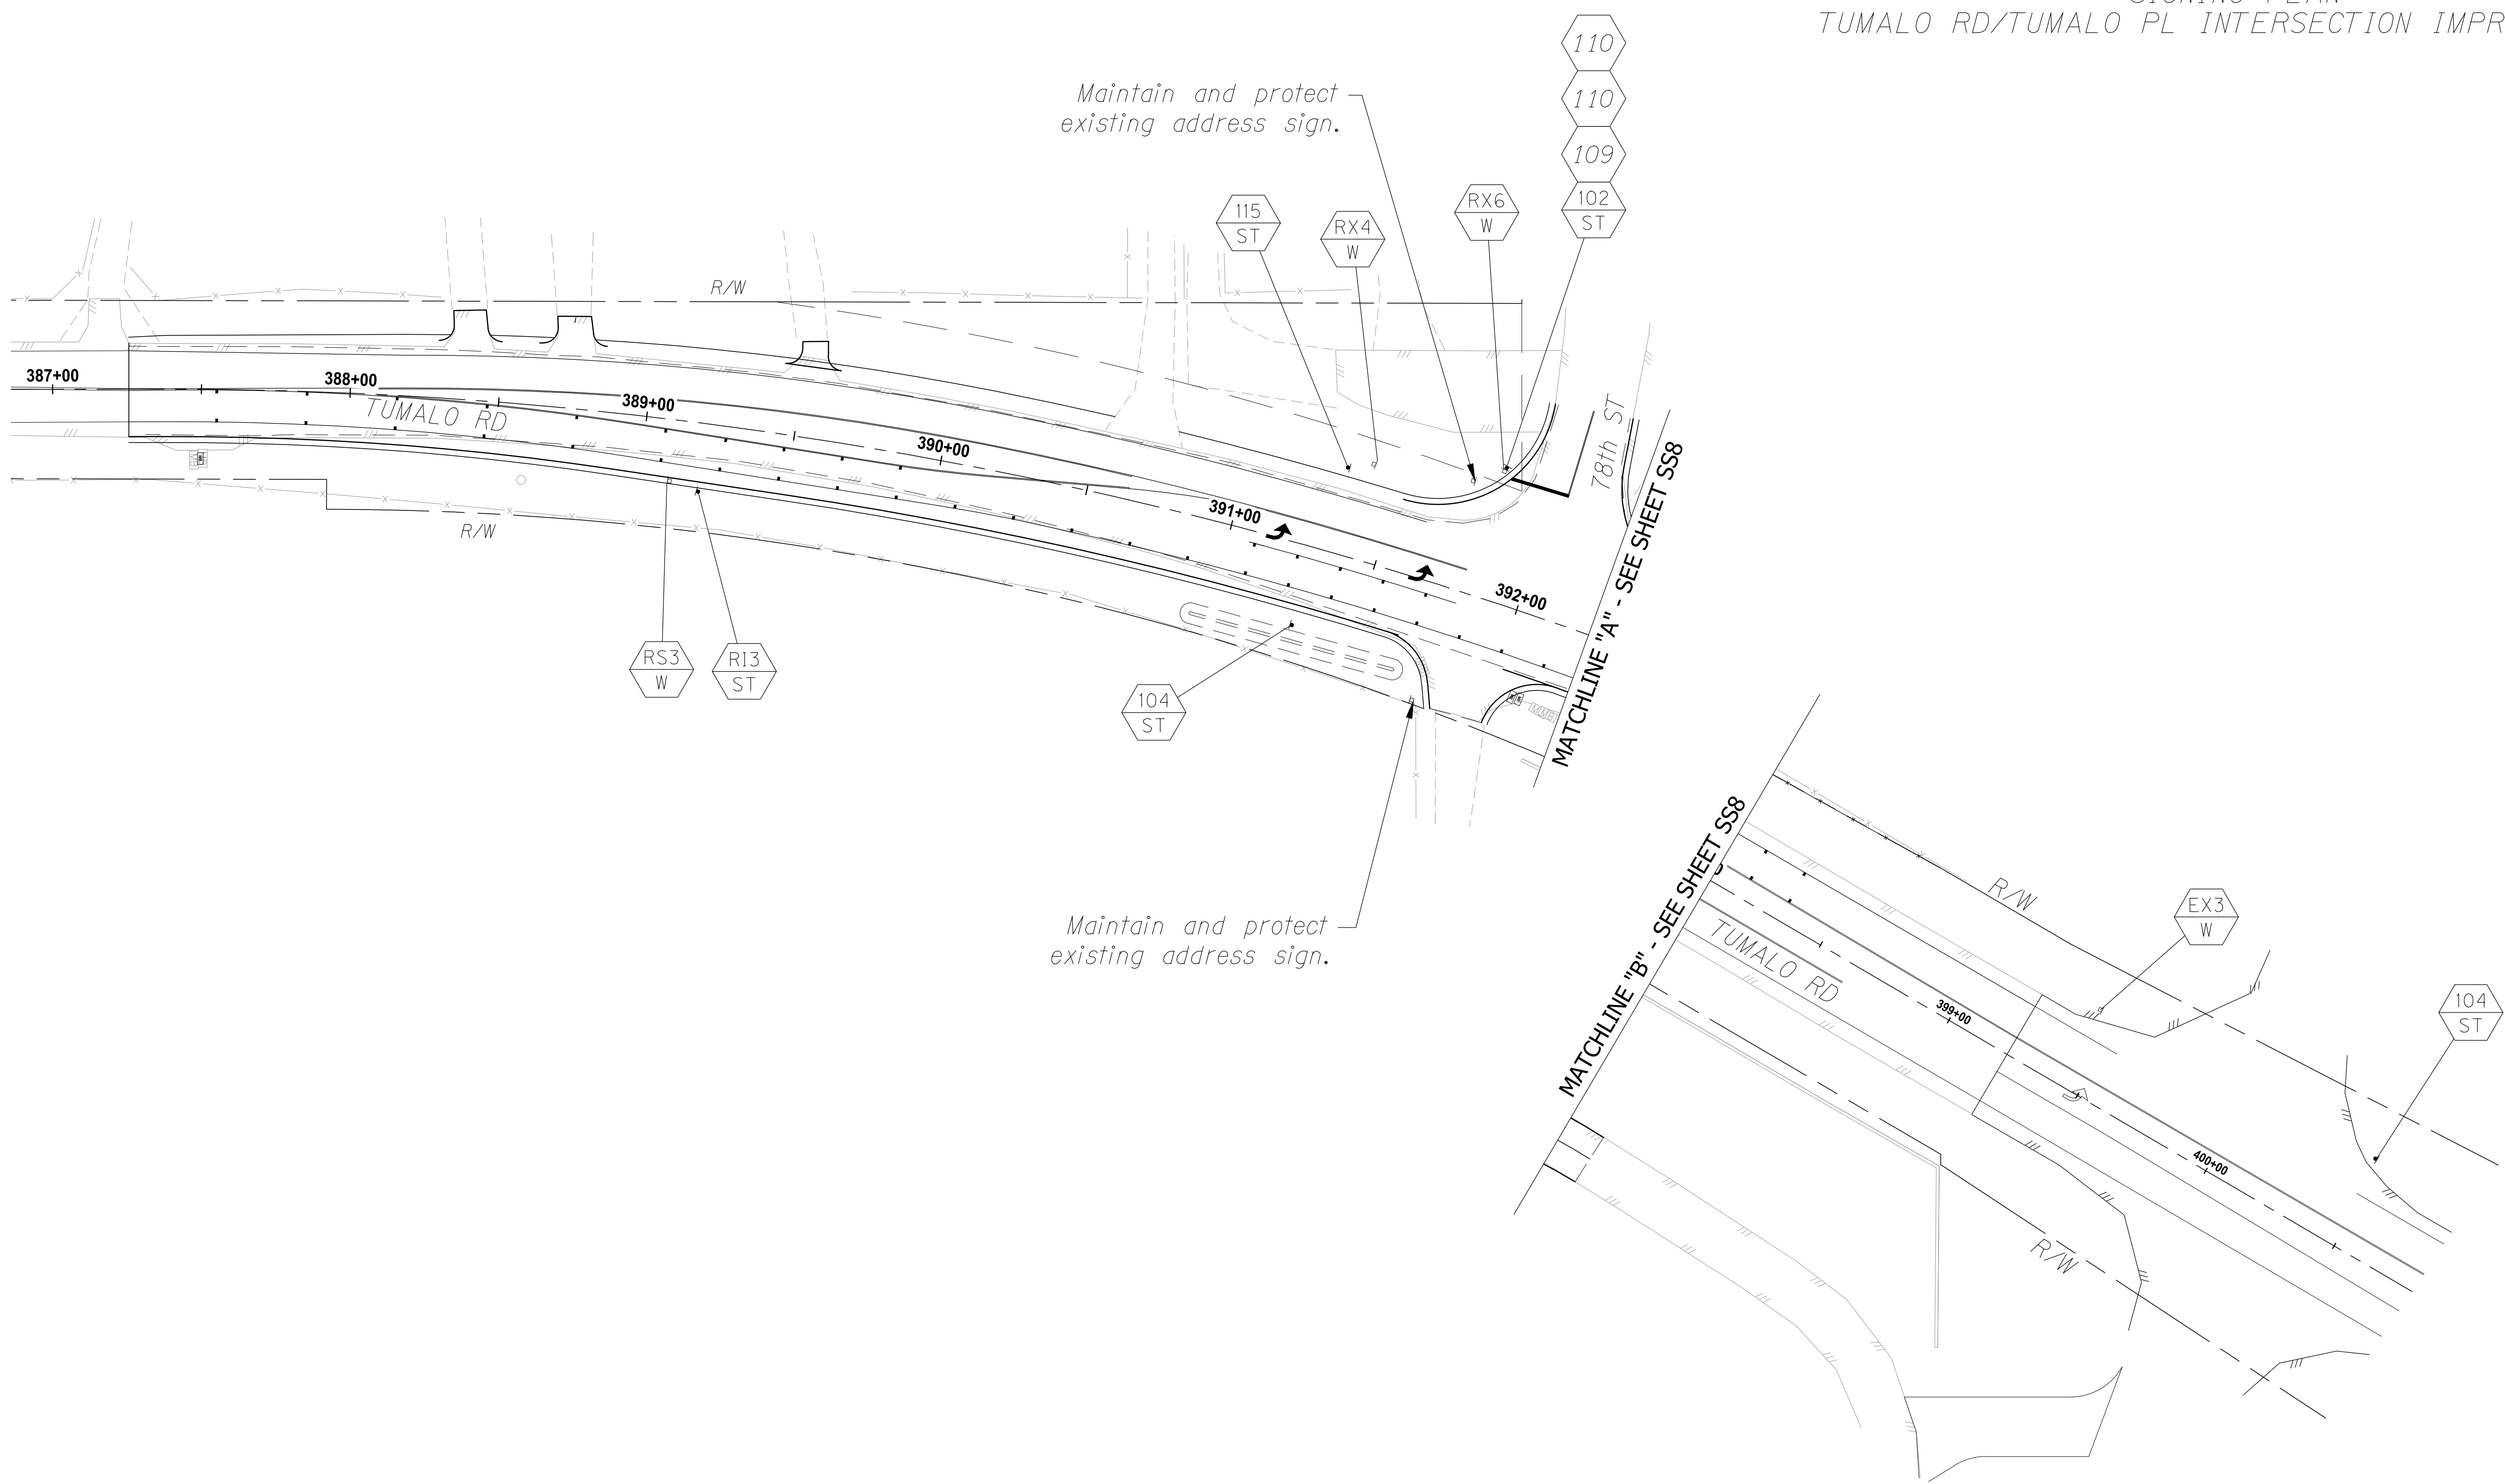 TUMALO RD/TUMALO PL INTERSECTION IMPR
110
110
109
102
ST
Maintain and protect
existing address sign.
115
ST
RX4
W
RX6
W
R/W
78th ST
387+00
388+00
TUMALO RD
389+00
390+00
391+00
392+00
MATCHLINE "A" - SEE SHEET SS8
R/W
RS3
W
RI3
ST
104
ST
Maintain and protect
existing address sign.
MATCHLINE "B" - SEE SHEET SS8
R/W
TUMALO RD
EX3
W
399+00
104
ST
400+00
R/W